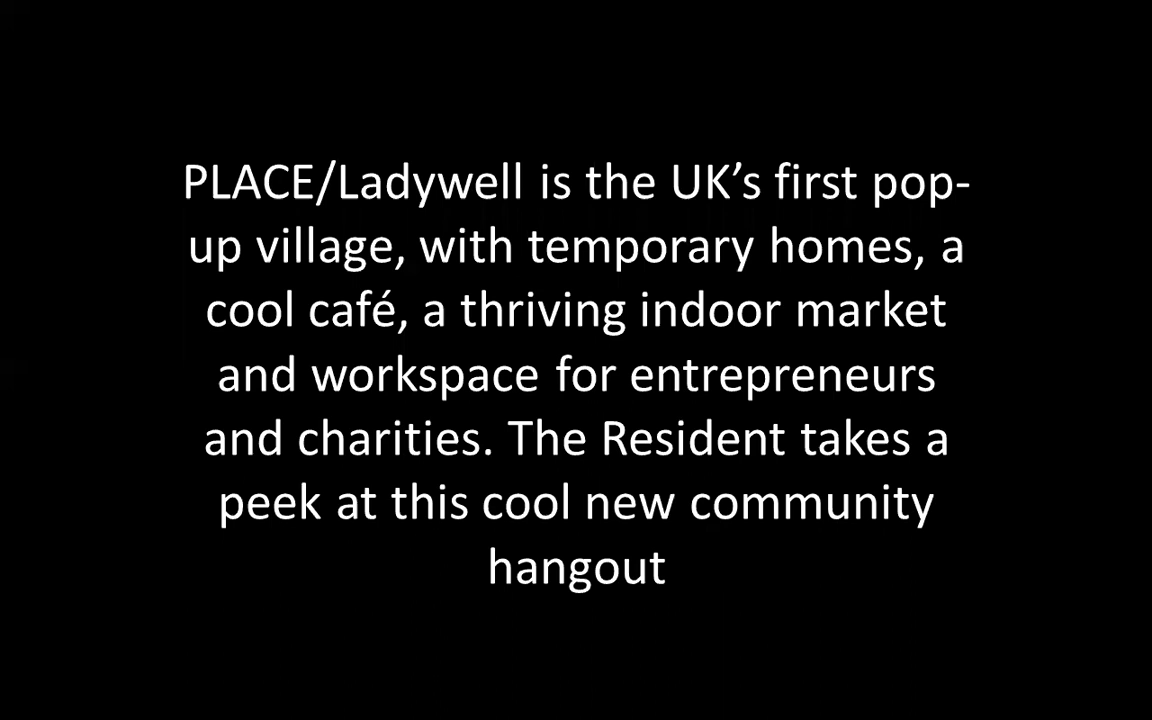 PLACE/Ladywell is the UK’s first pop-
up village, with temporary homes, a
cool café, a thriving indoor market
and workspace for entrepreneurs
and charities. The Resident takes a
peek at this cool new community
hangout